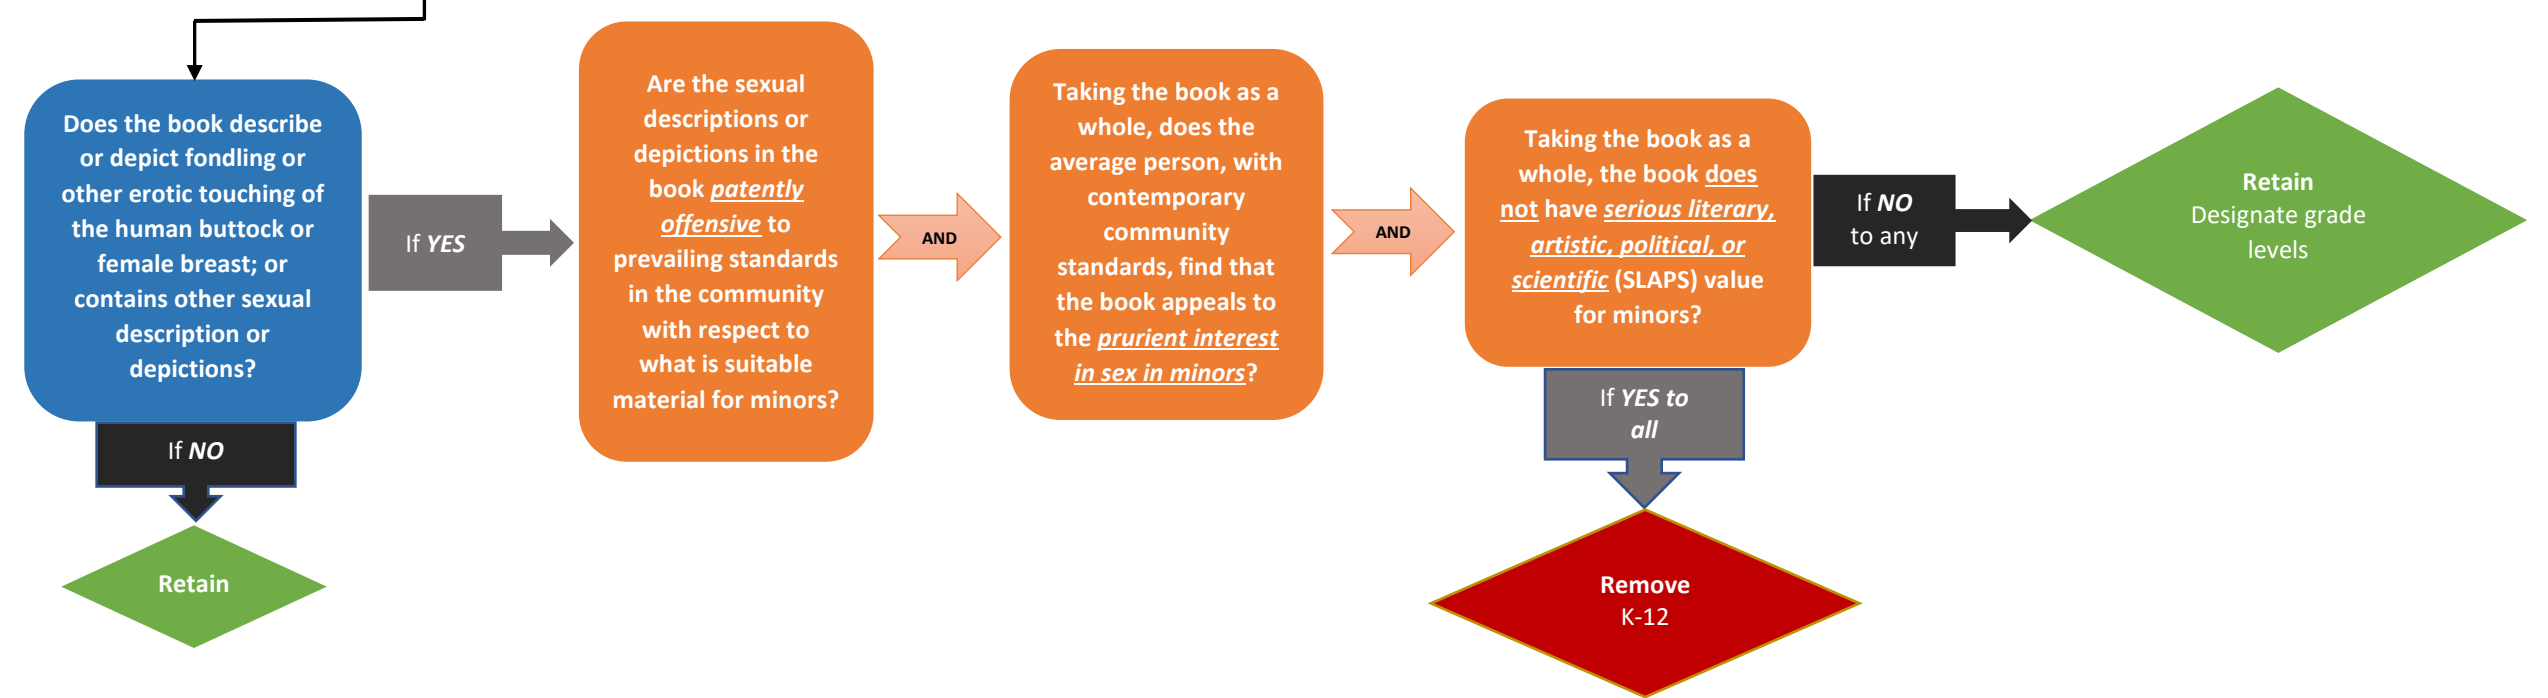 Does the book describe
or depict fondling or
other erotic touching of
the human buttock or
female breast; or
contains other sexual
description or
depictions?
If NO
Retain
If YES
Are the sexual
descriptions or
depictions in the
book patently
offensive to
prevailing standards
in the community
with respect to
what is suitable
material for minors?
AND
Taking the book as a
whole, does the
average person, with
contemporary
community
standards, find that
the book appeals to
the prurient interest
in sex in minors?
AND
Taking the book as a
whole, the book does
not have serious literary,
artistic, political, or
scientific (SLAPS) value
for minors?
If YES to
all
Remove
K-12
If NO
to any
Retain
Designate grade
levels